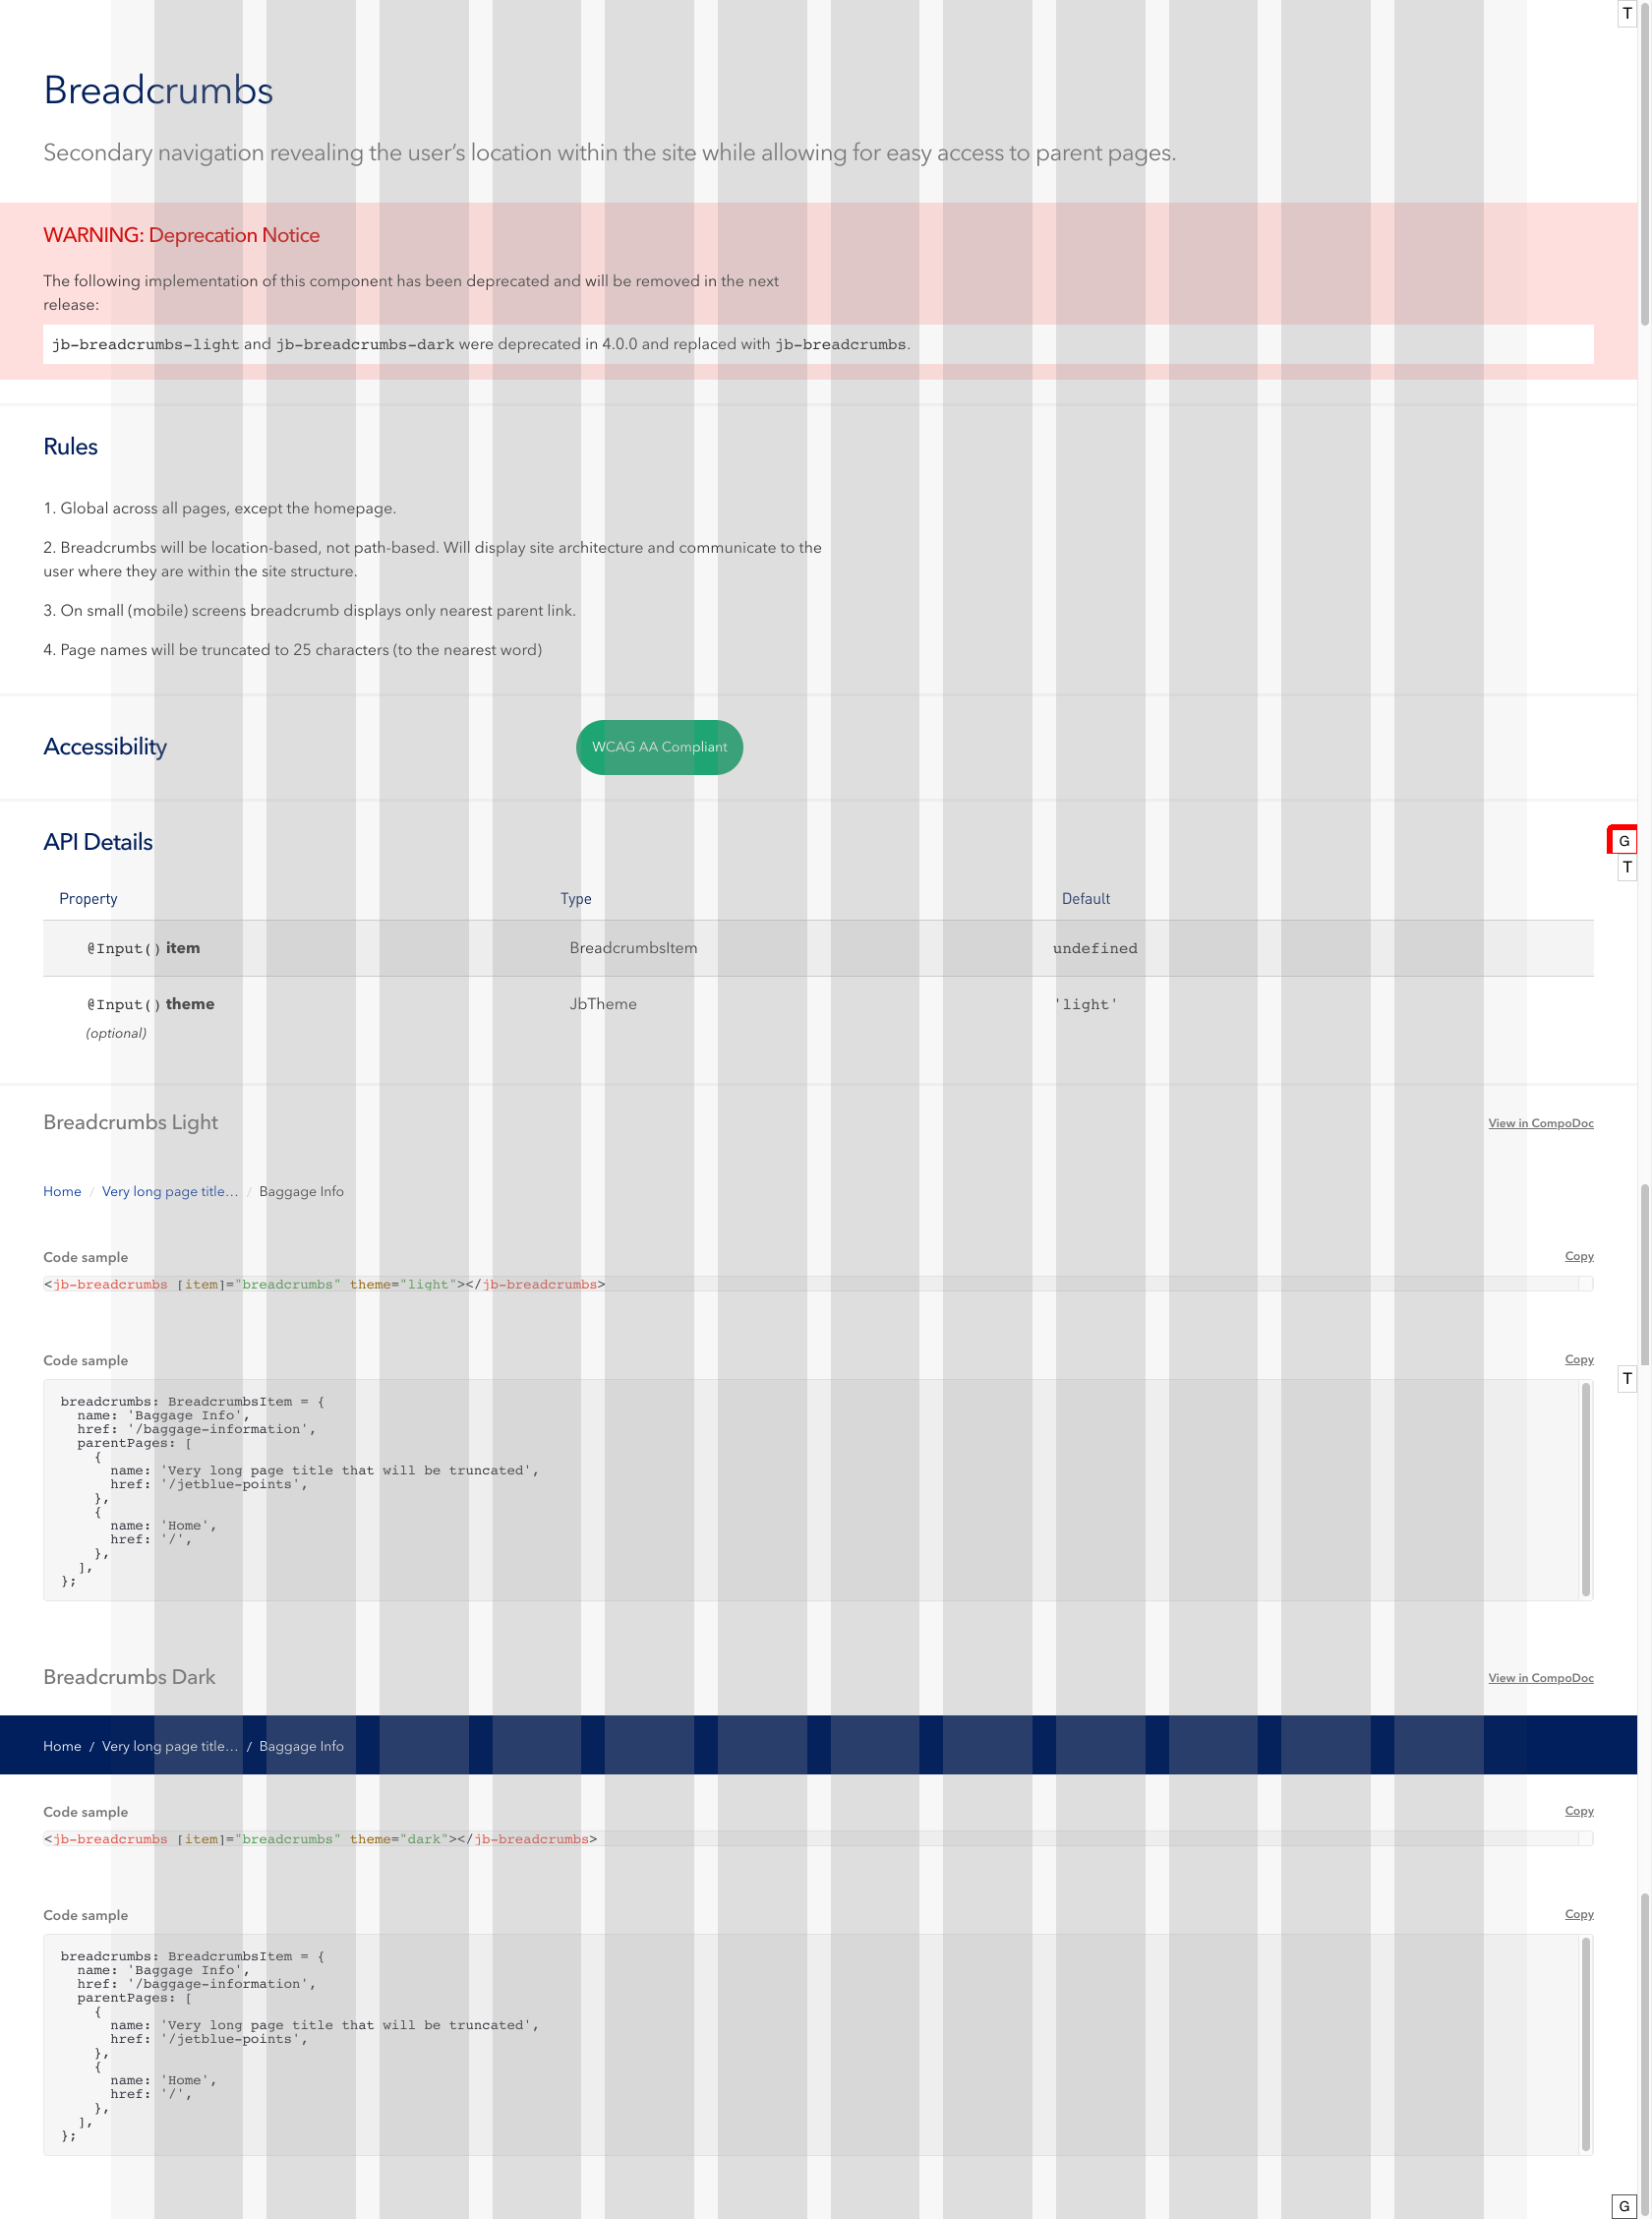 T
Breadcrumbs
Secondary navigation revealing the user’s location within the site while allowing for easy access to parent pages.
WARNING: Deprecation Notice
The following implementation of this component has been deprecated and will be removed in the next
release:
jb-breadcrumbs-light and jb-breadcrumbs-dark were deprecated in 4.0.0 and replaced with jb-breadcrumbs.
Rules
1. Global across all pages, except the homepage.
2. Breadcrumbs will be location-based, not path-based. Will display site architecture and communicate to the
user where they are within the site structure.
3. On small (mobile) screens breadcrumb displays only nearest parent link.
4. Page names will be truncated to 25 characters (to the nearest word)
Accessibility WCAG AA Compliant
API Details G
T
Property Type Default
@Input() item BreadcrumbsItem undefined
@Input() theme JbTheme 'light'
(optional)
Breadcrumbs Light View in CompoDoc
Home / Very long page title… / Baggage Info
Code sample Copy
<jb-breadcrumbs [item]="breadcrumbs" theme="light"></jb-breadcrumbs>
Code sample Copy
T
breadcrumbs: BreadcrumbsItem = {
name: 'Baggage Info',
href: '/baggage-information',
parentPages: [
{
name: 'Very long page title that will be truncated',
href: '/jetblue-points',
},
{
name: 'Home',
href: '/',
},
],
};
Breadcrumbs Dark View in CompoDoc
Home / Very long page title… / Baggage Info
Code sample Copy
<jb-breadcrumbs [item]="breadcrumbs" theme="dark"></jb-breadcrumbs>
Code sample Copy
breadcrumbs: BreadcrumbsItem = {
name: 'Baggage Info',
href: '/baggage-information',
parentPages: [
{
name: 'Very long page title that will be truncated',
href: '/jetblue-points',
},
{
name: 'Home',
href: '/',
},
],
};
G